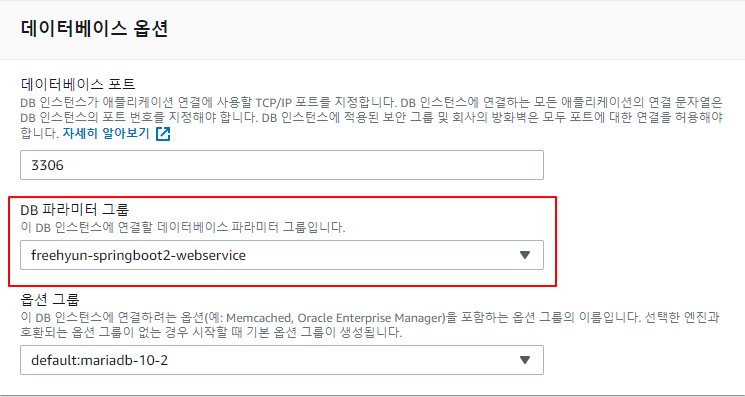 데이터베이스 옵션
데이터베이스 포트
DB 인스턴스가 애플리케이션 연결에 사용할 TCP/IP 포트를 지정합니다. DB 인스턴스에 연결하는 모든 애플리케이션의 연결 문자열은
DB 인스턴스의 포트 번호를 지정해야 합니다. DB 인스턴스에 적용된 보안 그룹 및 회사의 방화벽은 모두 포트에 대한 연결을 허용해야
합니다. 자세히 알아보기
3306
DB 파라미터 그룹
이 DB 인스턴스에 연결할 데이터베이스 파라미터 그룹입니다.
freehyun-springboot2-webservice
옵션 그룹
이 DB 인스턴스에 연결하려는 옵션(예: Memcached, Oracle Enterprise Manager)을 포함하는 옵션 그룹의 이름입니다. 선택한 엔진과
호환되는 옵션 그룹이 없는 경우 시작할 때 기본 옵션 그룹이 생성됩니다.
default:mariadb-10-2